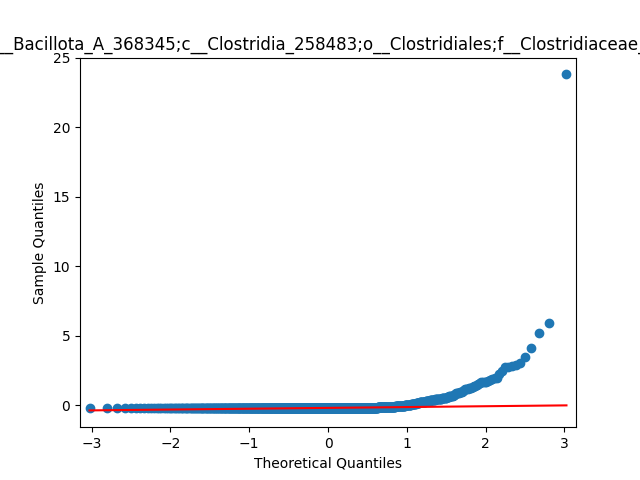 __Bacillota_A_368345;c__Clostridia_258483;o__Clostridiales;f__Clostridiaceae_
25
20
15
10
5
0
Sample Quantiles
−3 −2 −1 0 1 2 3
Theoretical Quantiles